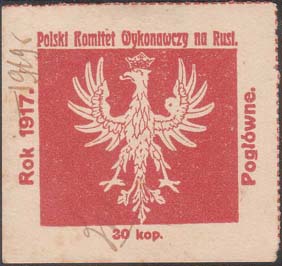 Polski Komitet Wykonawczy na Rusi.
Rok 1917.
Pogłówne.
30 kop.